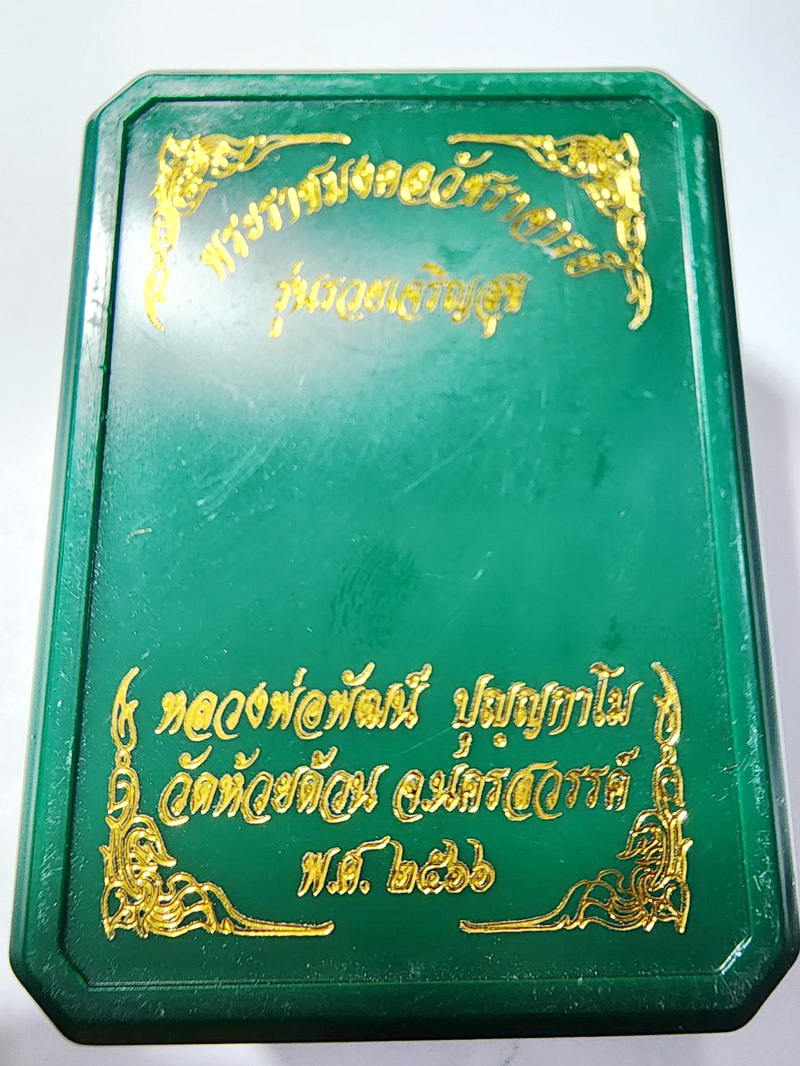 พระราชมงคลวัชราจารย์
รุ่นรวยเจริญสุข
หลวงพ่อพัฒน์ ปุญฺญกาโม
วัดห้วยด้วน จ.นครสวรรค์
พ.ศ. ๒๕๖๖